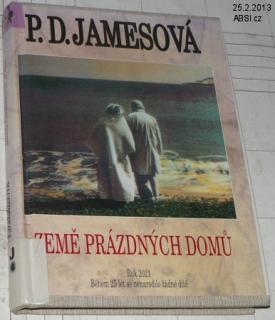 25.2.2013
ABSI.cz
P. D. JAMESOVÁ
ZEMĚ PRÁZDNÝCH DOMŮ
Rok 2021
Během 25 let se nenarodilo žádné dítě
J